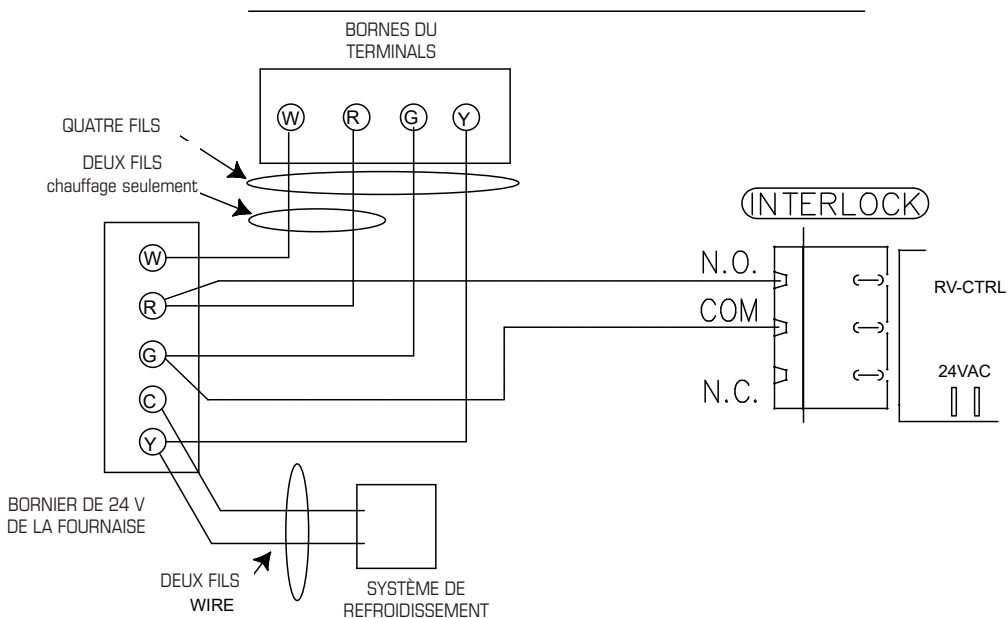 BORNES DU
TERMINALS
W R G Y
QUATRE FILS
DEUX FILS
chauffage seulement
INTERLOCK
W
R
G
C
Y
N.O.
COM
N.C.
RV-CTRL
24VAC
BORNIER DE 24 V
DE LA FOURNAISE
DEUX FILS
WIRE
SYSTÈME DE
REFROIDISSEMENT